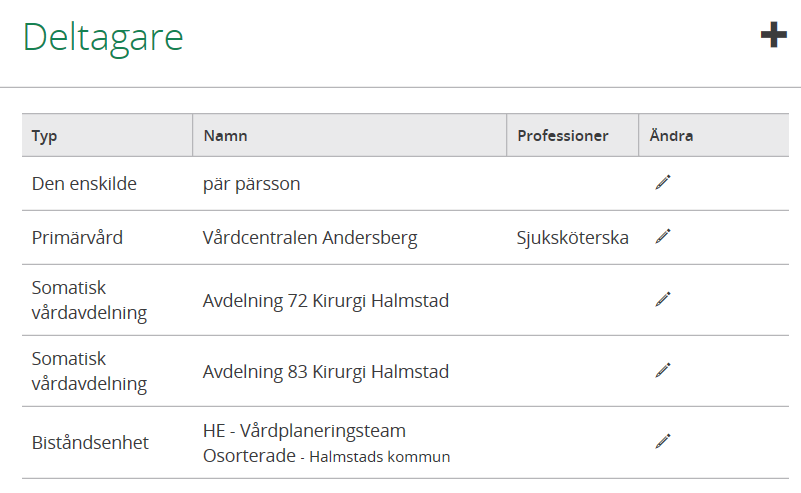 Deltagare
Typ Namn Professioner Ändra
Den enskilde pär pärsson
Primärvård Vårdcentralen Andersberg Sjuksköterska
Somatisk
vårdavdelning Avdelning 72 Kirurgi Halmstad
Somatisk
vårdavdelning Avdelning 83 Kirurgi Halmstad
Biståndsenhet HE - Vårdplaneringsteam
Osorterade - Halmstads kommun